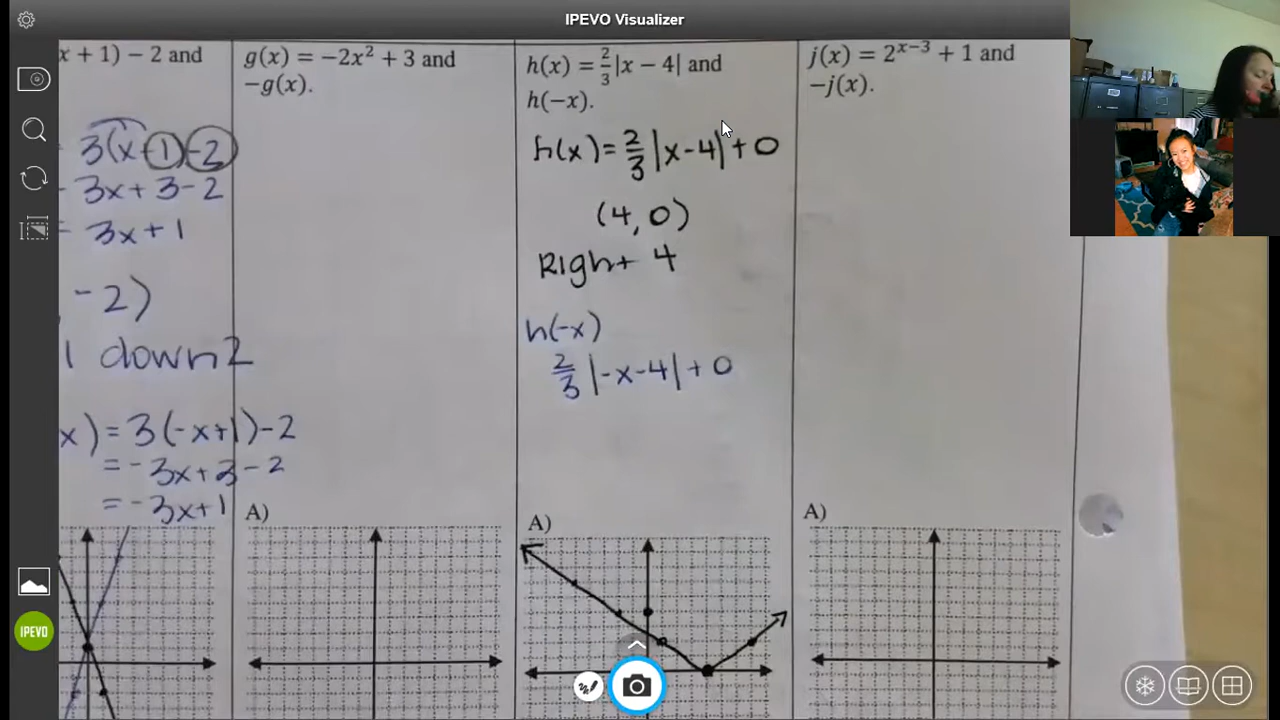 IPEVO Visualizer
x + 1) − 2 and
= 3(x+1)-2
- 3x+3-2
= 3x+1
-2)
1 down 2
x) = 3(-x+1)-2
= -3x+3-2
= -3x+1
g(x) = −2x² + 3 and
−g(x).
A)
h(x) = 2/3|x − 4| and
h(−x).
h(x) = 2/3|x-4|+0
(4,0)
Right 4
h(-x)
2/3|-x-4|+0
A)
j(x) = 2^(x−3) + 1 and
−j(x).
A)
IPEVO